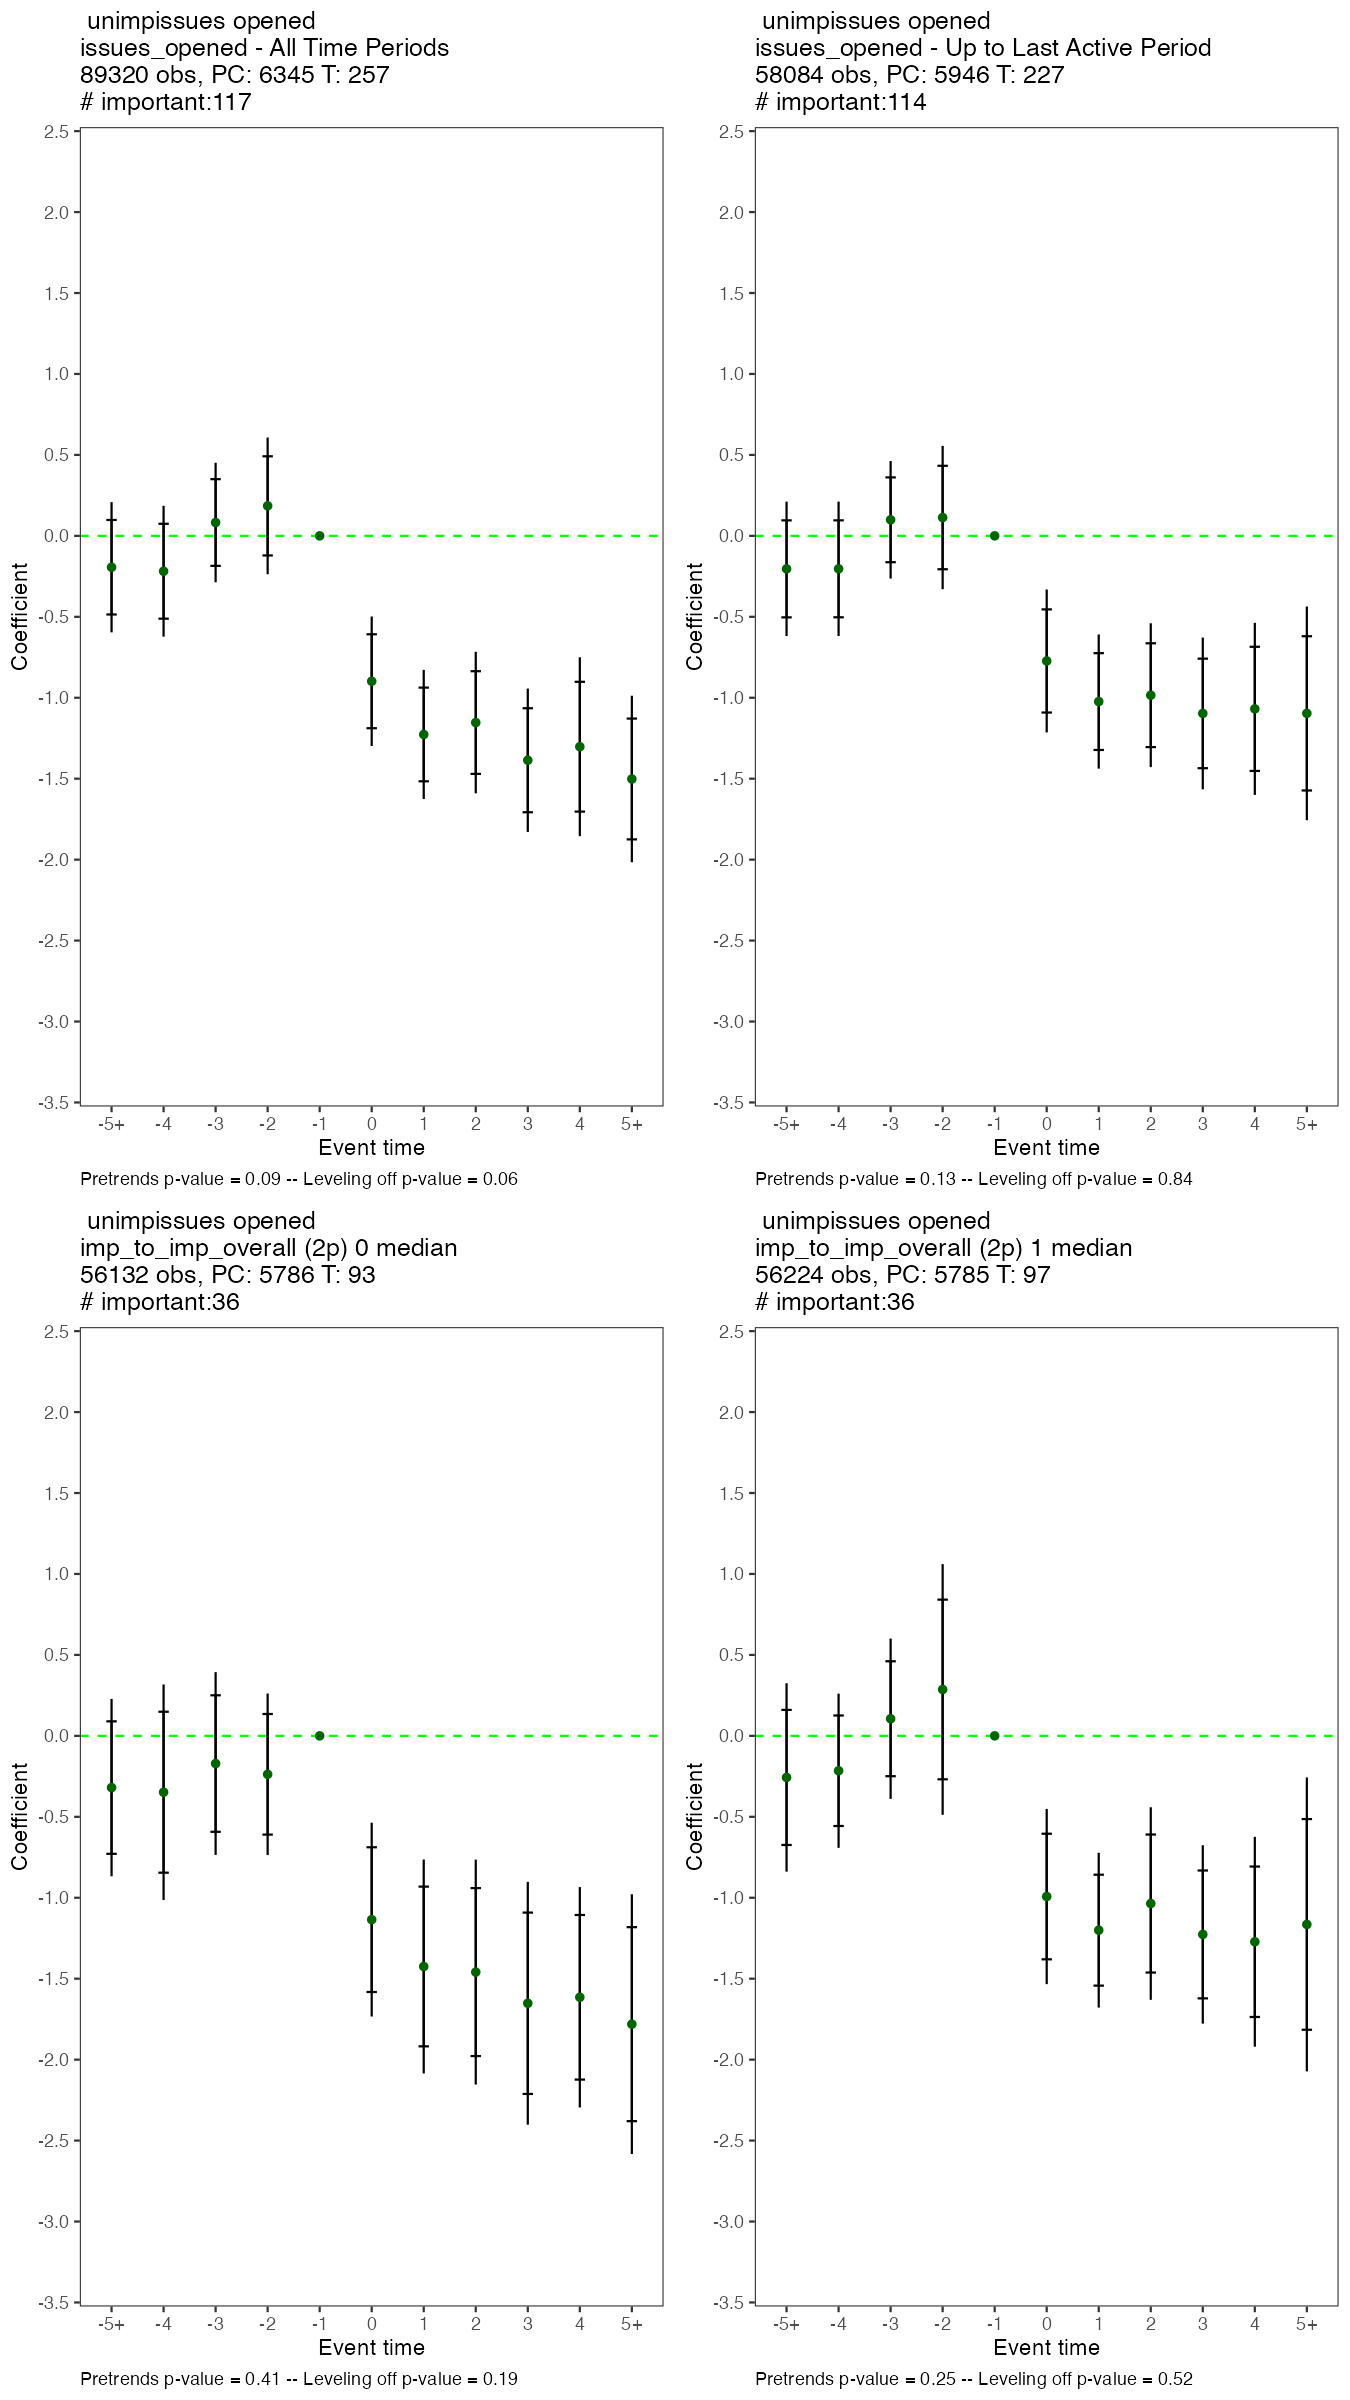 unimpissues opened
issues_opened - All Time Periods
89320 obs, PC: 6345 T: 257
# important:117
2.5
2.0
1.5
1.0
0.5
0.0
-0.5
-1.0
-1.5
-2.0
-2.5
-3.0
-3.5
Coefficient
-5+ -4 -3 -2 -1 0 1 2 3 4 5+
Event time
Pretrends p-value = 0.09 -- Leveling off p-value = 0.06
unimpissues opened
issues_opened - Up to Last Active Period
58084 obs, PC: 5946 T: 227
# important:114
2.5
2.0
1.5
1.0
0.5
0.0
-0.5
-1.0
-1.5
-2.0
-2.5
-3.0
-3.5
Coefficient
-5+ -4 -3 -2 -1 0 1 2 3 4 5+
Event time
Pretrends p-value = 0.13 -- Leveling off p-value = 0.84
unimpissues opened
imp_to_imp_overall (2p) 0 median
56132 obs, PC: 5786 T: 93
# important:36
2.5
2.0
1.5
1.0
0.5
0.0
-0.5
-1.0
-1.5
-2.0
-2.5
-3.0
-3.5
Coefficient
-5+ -4 -3 -2 -1 0 1 2 3 4 5+
Event time
Pretrends p-value = 0.41 -- Leveling off p-value = 0.19
unimpissues opened
imp_to_imp_overall (2p) 1 median
56224 obs, PC: 5785 T: 97
# important:36
2.5
2.0
1.5
1.0
0.5
0.0
-0.5
-1.0
-1.5
-2.0
-2.5
-3.0
-3.5
Coefficient
-5+ -4 -3 -2 -1 0 1 2 3 4 5+
Event time
Pretrends p-value = 0.25 -- Leveling off p-value = 0.52